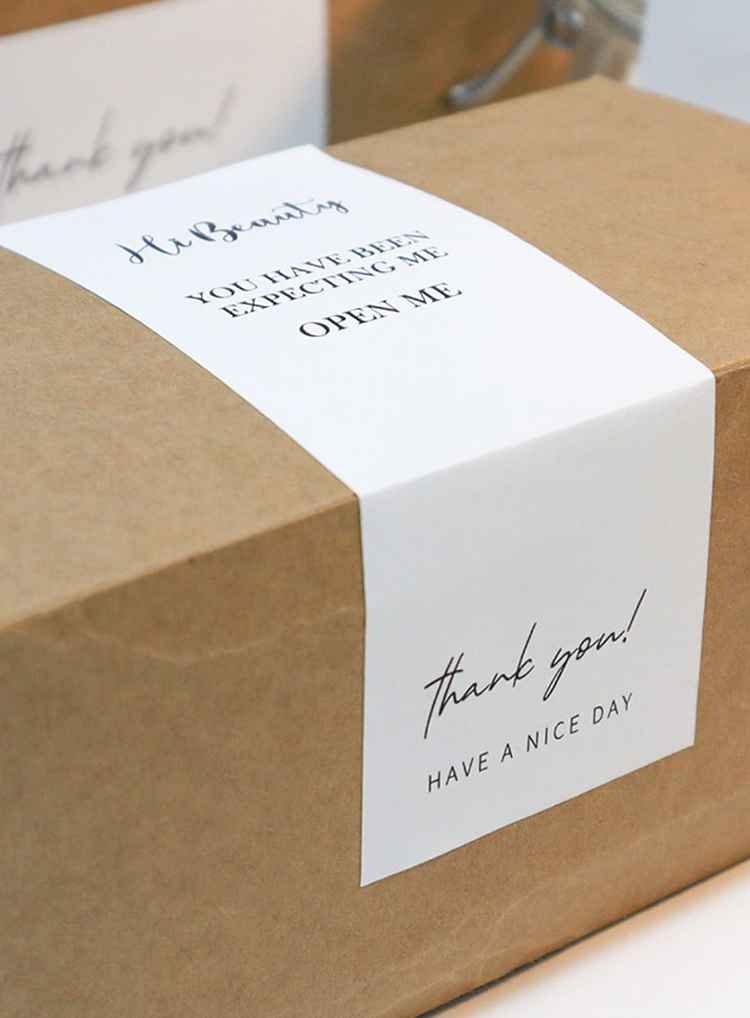 thank you!
Hi Beauty
YOU HAVE BEEN
EXPECTING ME
OPEN ME
thank you!
HAVE A NICE DAY